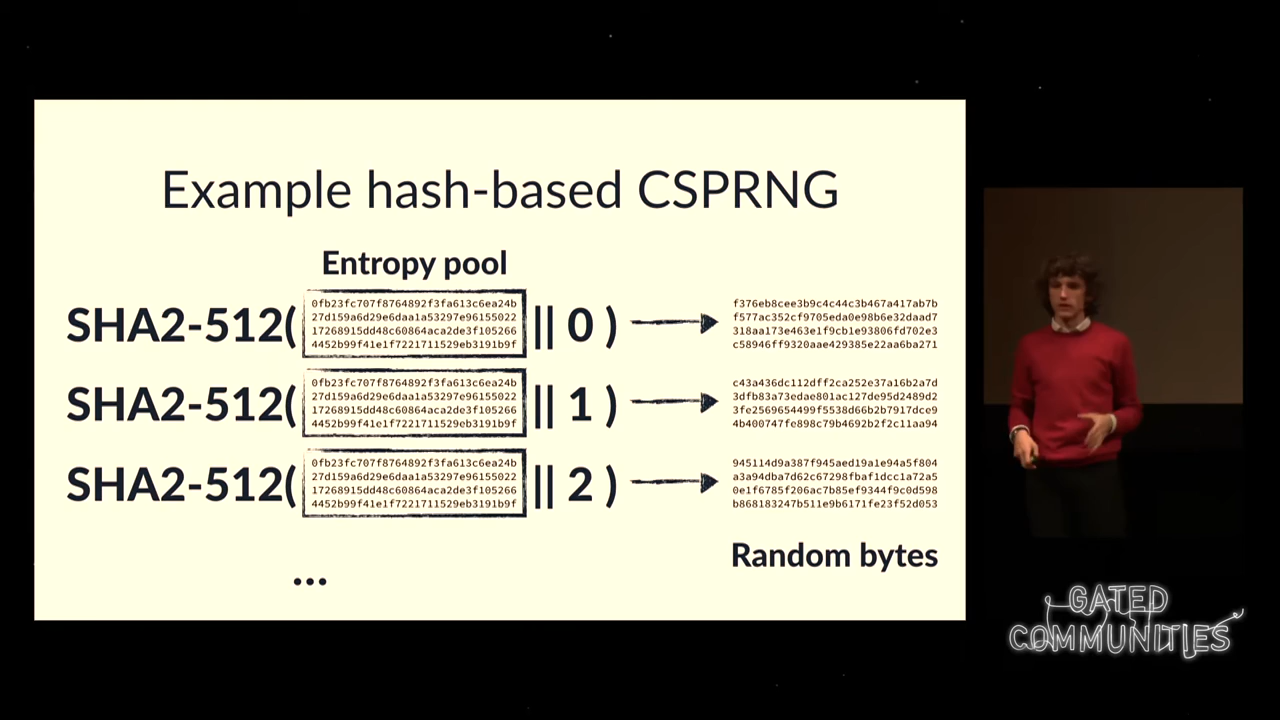 Example hash-based CSPRNG
Entropy pool
SHA2-512(
0fb23fc707f8764892f3fa613c6ea24b
27d159a6d29e6daa1a53297e96155022
17268915dd48c60864aca2de3f105266
4452b99f41e1f7221711529eb3191b9f
|| 0 )
f376eb8cee3b9c4c44c3b467a417ab7b
f577ac352cf9705eda0e98b6e32daad7
318aa173e463e1f9cb1e93806fd702e3
c58946ff9320aae429385e22aa6ba271
SHA2-512(
0fb23fc707f8764892f3fa613c6ea24b
27d159a6d29e6daa1a53297e96155022
17268915dd48c60864aca2de3f105266
4452b99f41e1f7221711529eb3191b9f
|| 1 )
c43a436dc112dff2ca252e37a16b2a7d
3dfb83a73edae801ac127de95d2489d2
3fe2569654499f5538d66b2b7917dce9
4b400747fe898c79b4692b2f2c11aa94
SHA2-512(
0fb23fc707f8764892f3fa613c6ea24b
27d159a6d29e6daa1a53297e96155022
17268915dd48c60864aca2de3f105266
4452b99f41e1f7221711529eb3191b9f
|| 2 )
945114d9a387f945aed19a1e94a5f804
a3a94dba7d62c67298fbaf1dcc1a72a5
0e1f6785f206ac7b85ef9344f9c0d598
b868183247b511e9b6171fe23f52d053
...
Random bytes
GATED
COMMUNITIES